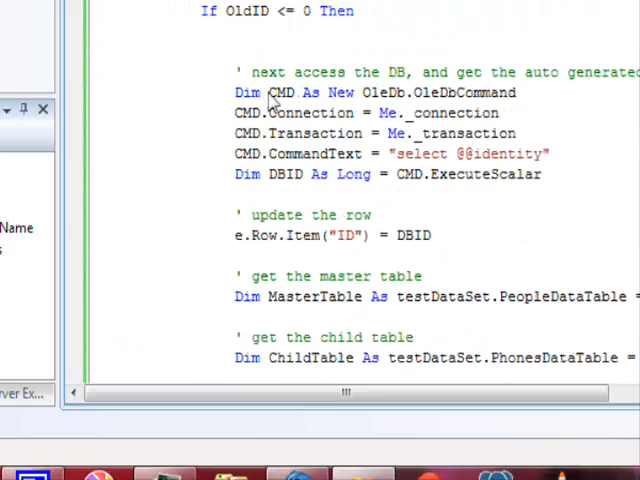 If OldID <= 0 Then
' next access the DB, and get the auto generated
Dim CMD As New OleDb.OleDbCommand
CMD.Connection = Me._connection
CMD.Transaction = Me._transaction
CMD.CommandText = "select @@identity"
Dim DBID As Long = CMD.ExecuteScalar
' update the row
e.Row.Item("ID") = DBID
' get the master table
Dim MasterTable As testDataSet.PeopleDataTable =
' get the child table
Dim ChildTable As testDataSet.PhonesDataTable =
Name
s
rver Ex...